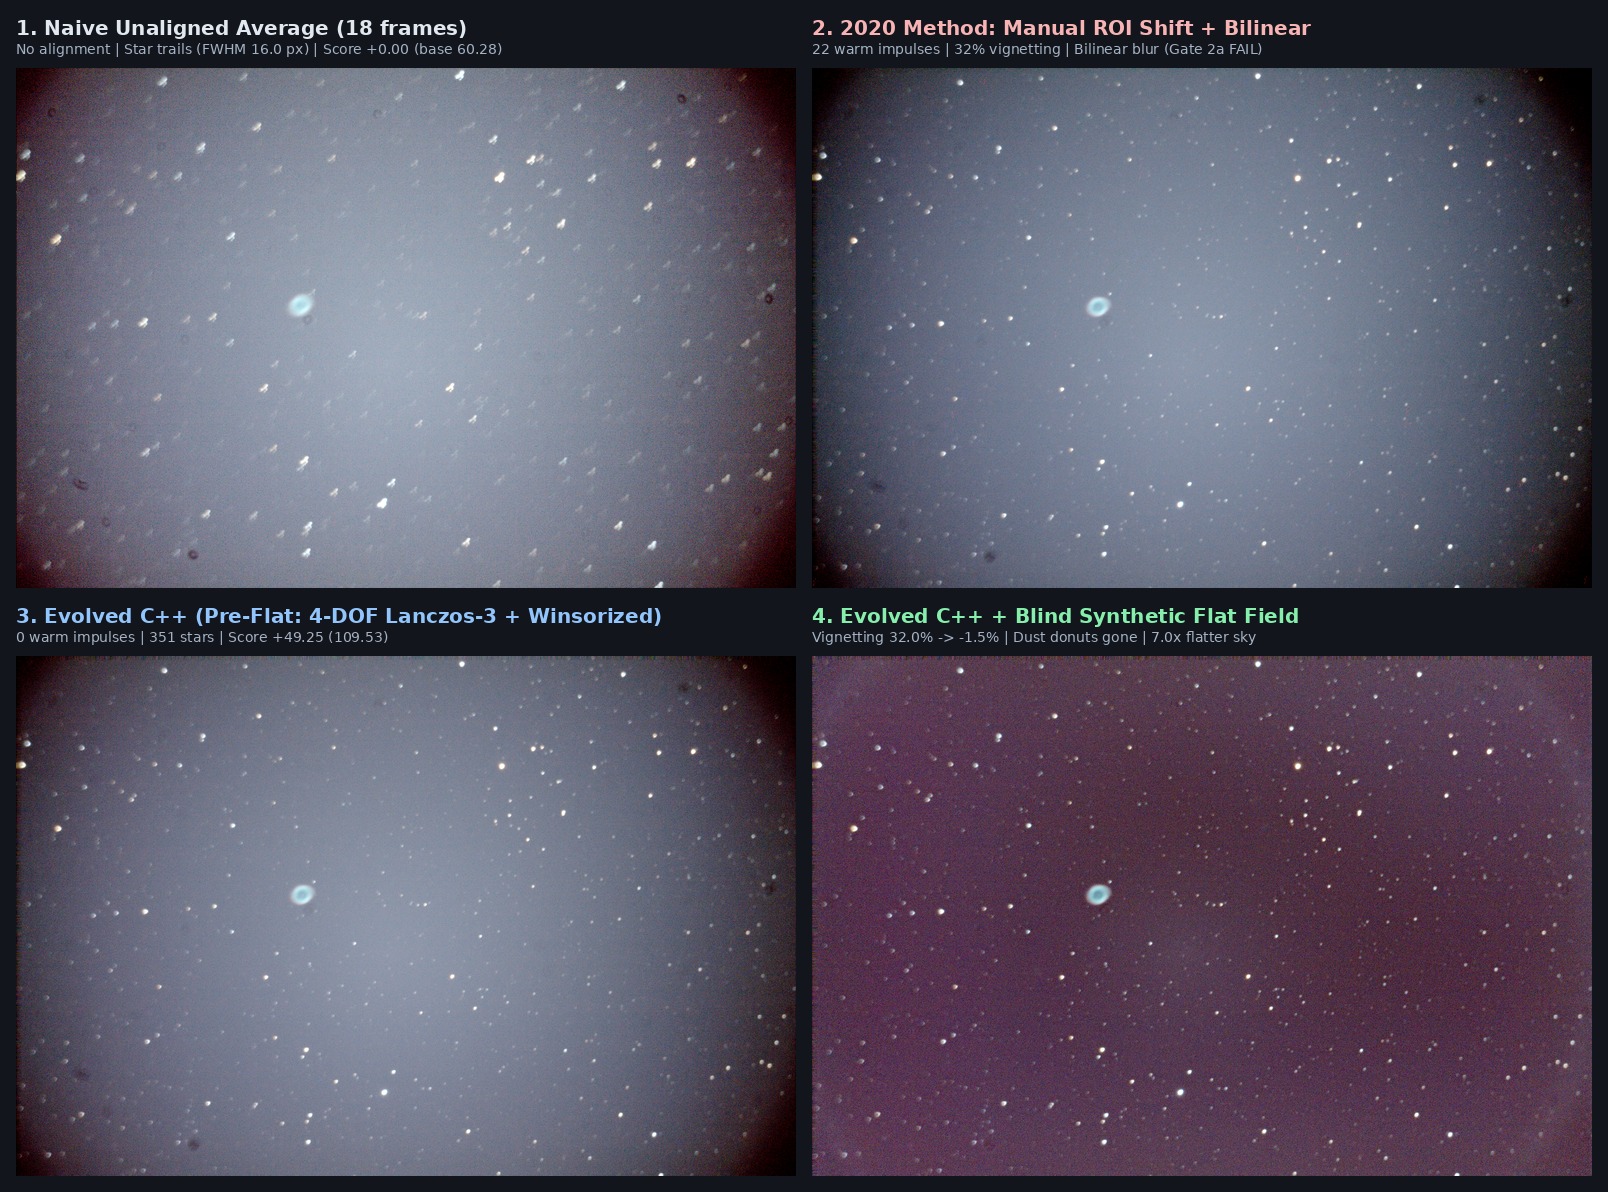 1. Naive Unaligned Average (18 frames)
No alignment | Star trails (FWHM 16.0 px) | Score +0.00 (base 60.28)
2. 2020 Method: Manual ROI Shift + Bilinear
22 warm impulses | 32% vignetting | Bilinear blur (Gate 2a FAIL)
3. Evolved C++ (Pre-Flat: 4-DOF Lanczos-3 + Winsorized)
0 warm impulses | 351 stars | Score +49.25 (109.53)
4. Evolved C++ + Blind Synthetic Flat Field
Vignetting 32.0% -> -1.5% | Dust donuts gone | 7.0x flatter sky